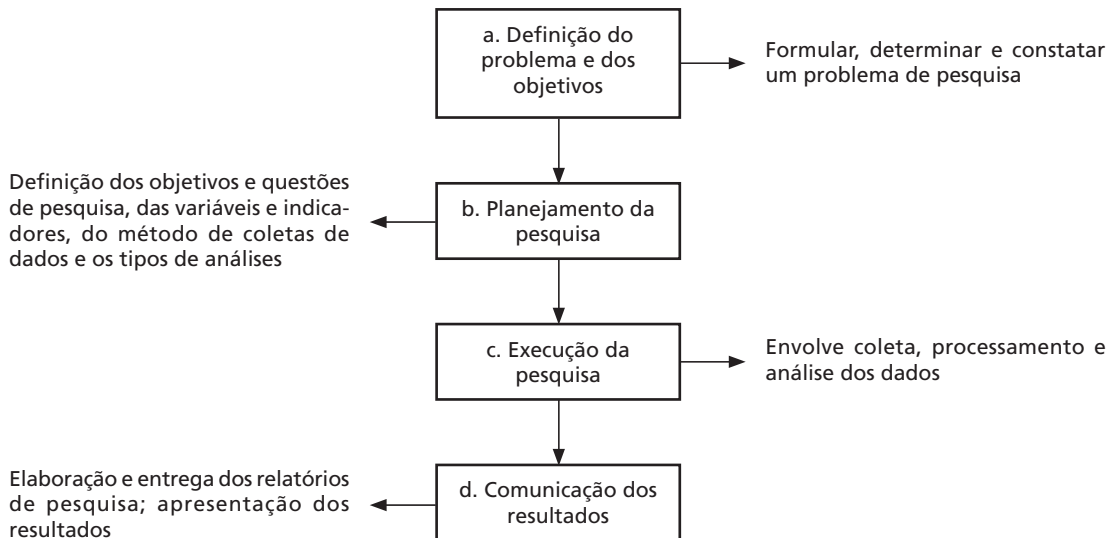 a. Definição do
problema e dos
objetivos
Formular, determinar e constatar
um problema de pesquisa
Definição dos objetivos e questões
de pesquisa, das variáveis e indica-
dores, do método de coletas de
dados e os tipos de análises
b. Planejamento da
pesquisa
c. Execução da
pesquisa
Envolve coleta, processamento e
análise dos dados
Elaboração e entrega dos relatórios
de pesquisa; apresentação dos
resultados
d. Comunicação dos
resultados